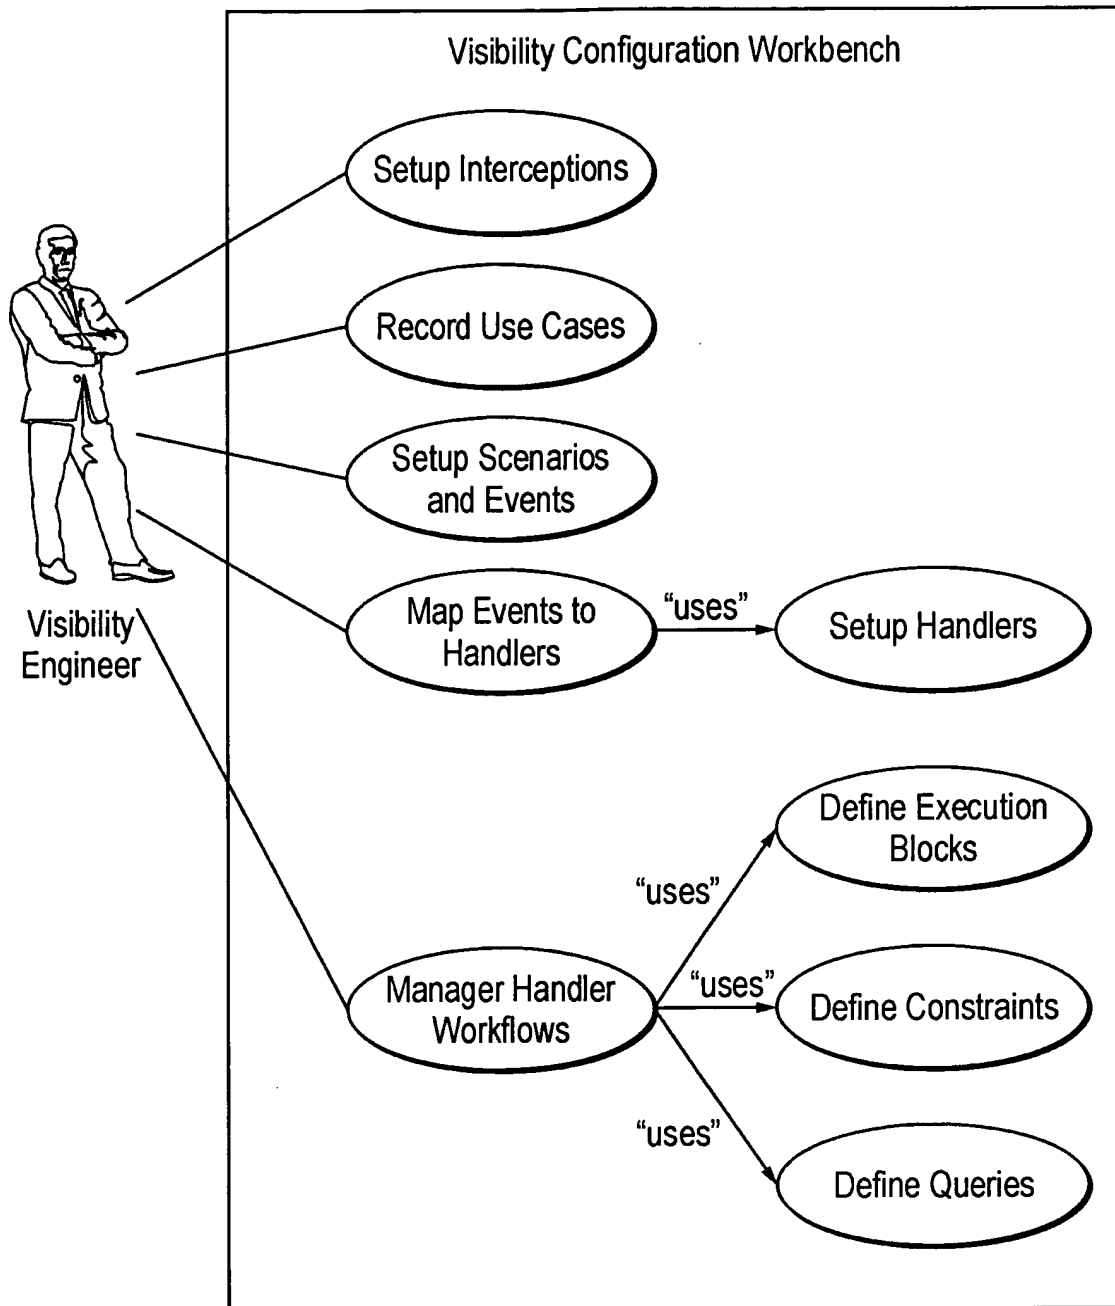 Visibility Configuration Workbench
Setup Interceptions
Record Use Cases
Setup Scenarios
and Events
Map Events to
Handlers
“uses”
Setup Handlers
Visibility
Engineer
Define Execution
Blocks
“uses”
Manager Handler
Workflows
“uses”
Define Constraints
“uses”
Define Queries